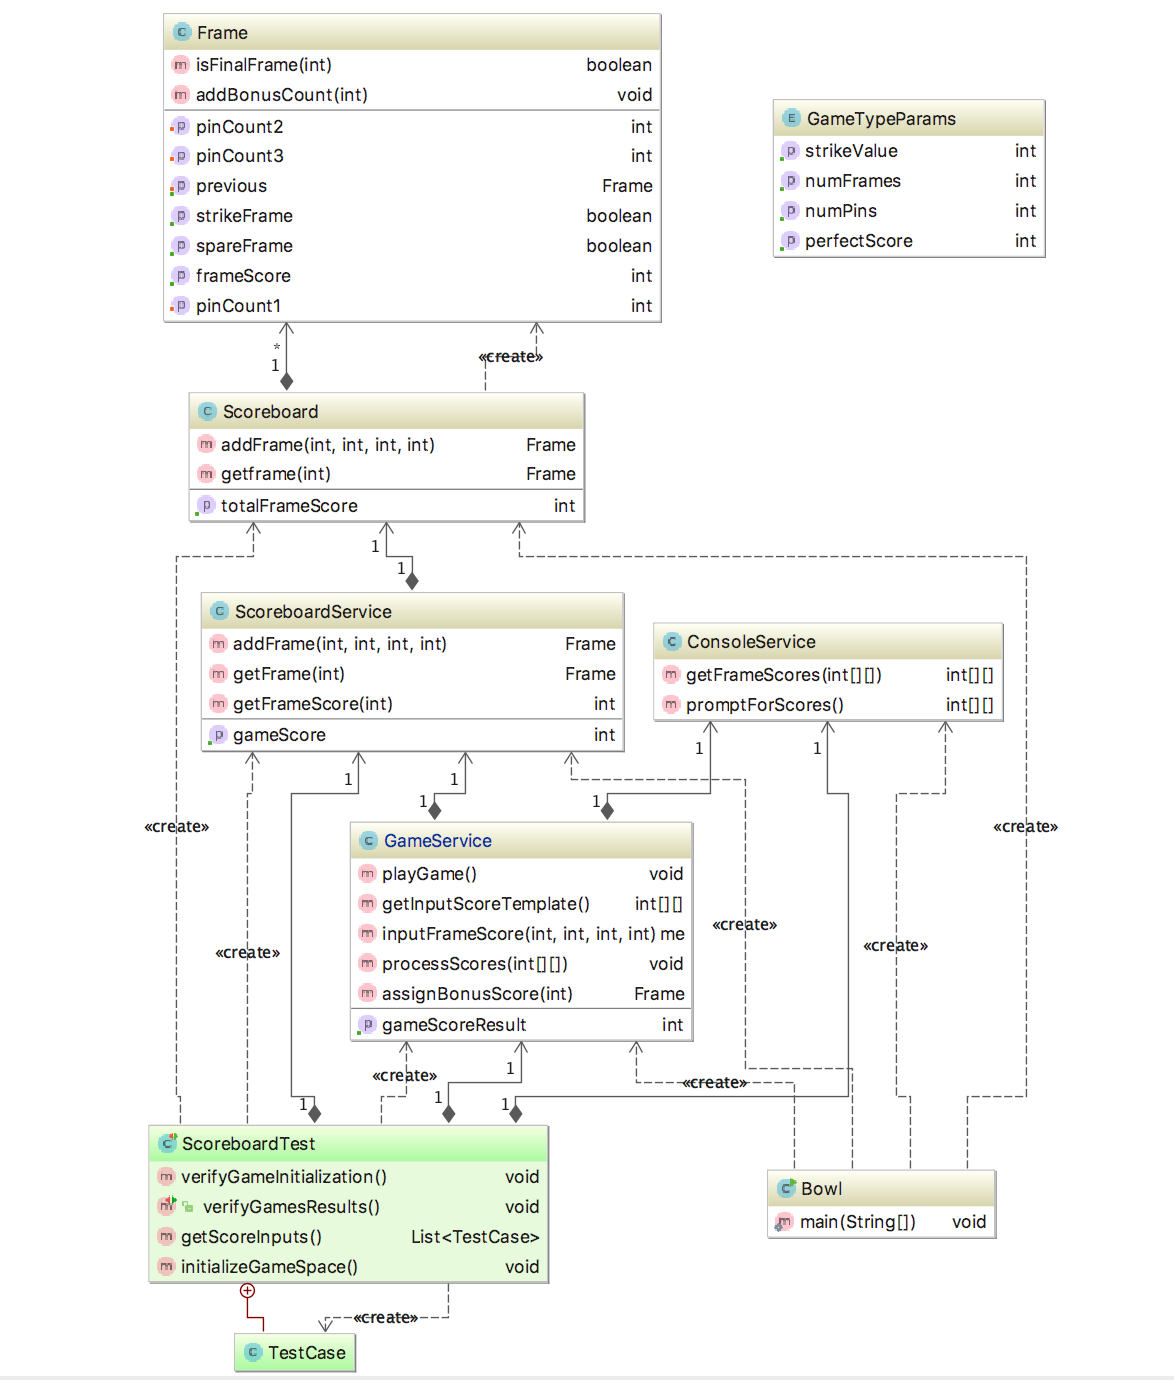 Frame
isFinalFrame(int) boolean
addBonusCount(int) void
pinCount2 int
pinCount3 int
previous Frame
strikeFrame boolean
spareFrame boolean
frameScore int
pinCount1 int
E GameTypeParams
p strikeValue int
p numFrames int
p numPins int
p perfectScore int
*
1
«create»
C Scoreboard
m addFrame(int, int, int, int) Frame
m getframe(int) Frame
p totalFrameScore int
1
1
C ScoreboardService
m addFrame(int, int, int, int) Frame
m getFrame(int) Frame
m getFrameScore(int) int
p gameScore int
C ConsoleService
m getFrameScores(int[][]) int[][]
m promptForScores() int[][]
1
1
1
1
1
1
«create»
«create»
C GameService
m playGame() void
m getInputScoreTemplate() int[][]
m inputFrameScore(int, int, int, int) me
m processScores(int[][]) void
m assignBonusScore(int) Frame
p gameScoreResult int
«create»
«create»
«create»
«create»
«create»
1
1
1
1
C ScoreboardTest
m verifyGameInitialization() void
m verifyGamesResults() void
m getScoreInputs() List<TestCase>
m initializeGameSpace() void
C Bowl
m main(String[]) void
«create»
C TestCase